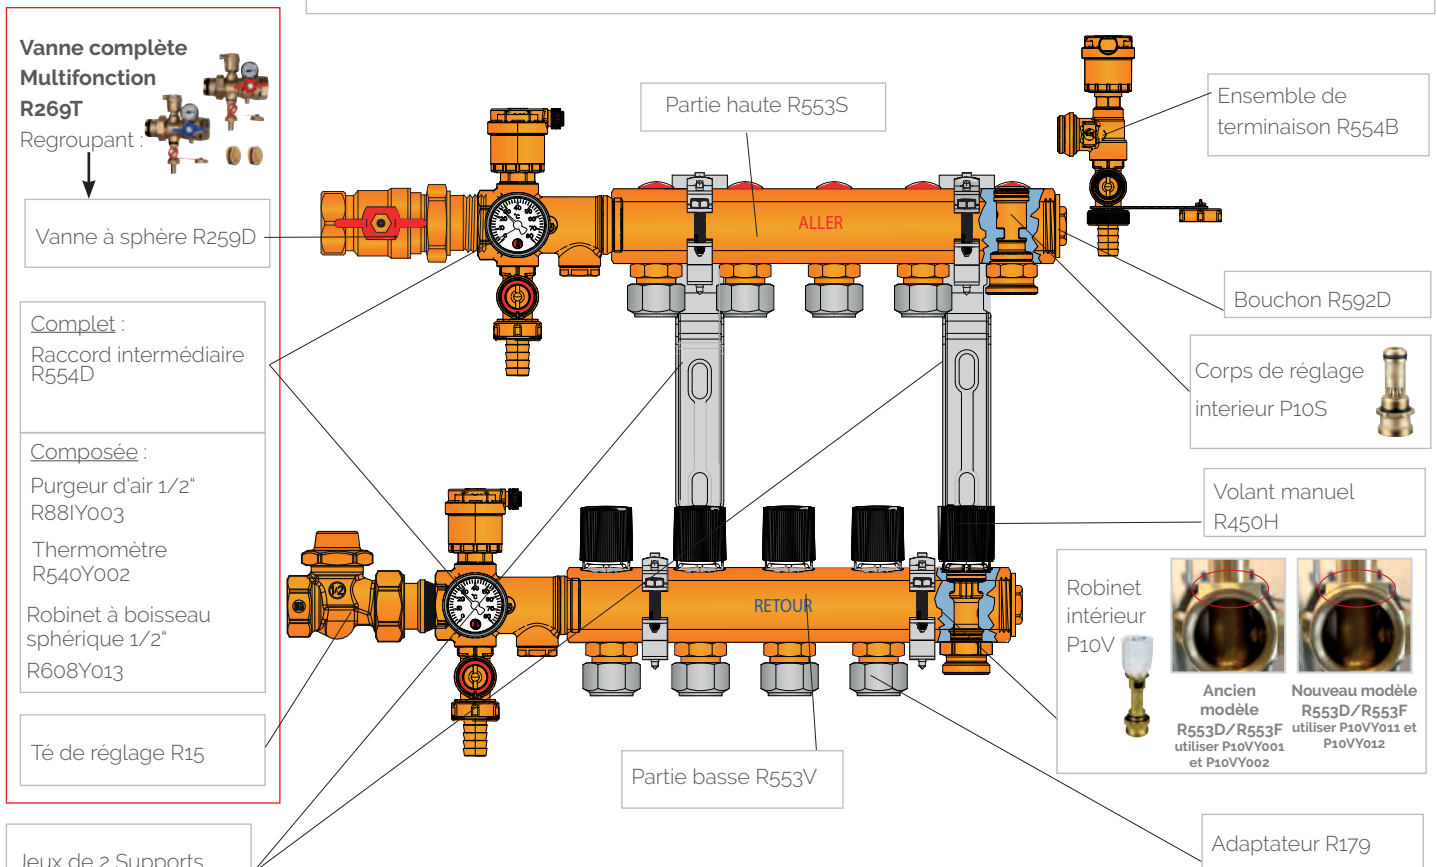 Vanne complète
Multifonction
R269T
Regroupant :
Vanne à sphère R259D
Complet :
Raccord intermédiaire
R554D
Composée :
Purgeur d'air 1/2“
R88IY003
Thermomètre
R540Y002
Robinet à boisseau
sphérique 1/2“
R608Y013
Té de réglage R15
Jeux de 2 Supports
Partie haute R553S
ALLER
Ensemble de
terminaison R554B
Bouchon R592D
Corps de réglage
interieur P10S
Volant manuel
R450H
RETOUR
Robinet
intérieur
P10V
Ancien
modèle
R553D/R553F
utiliser P10VY001
et P10VY002
Nouveau modèle
R553D/R553F
utiliser P10VY011 et
P10VY012
Partie basse R553V
Adaptateur R179